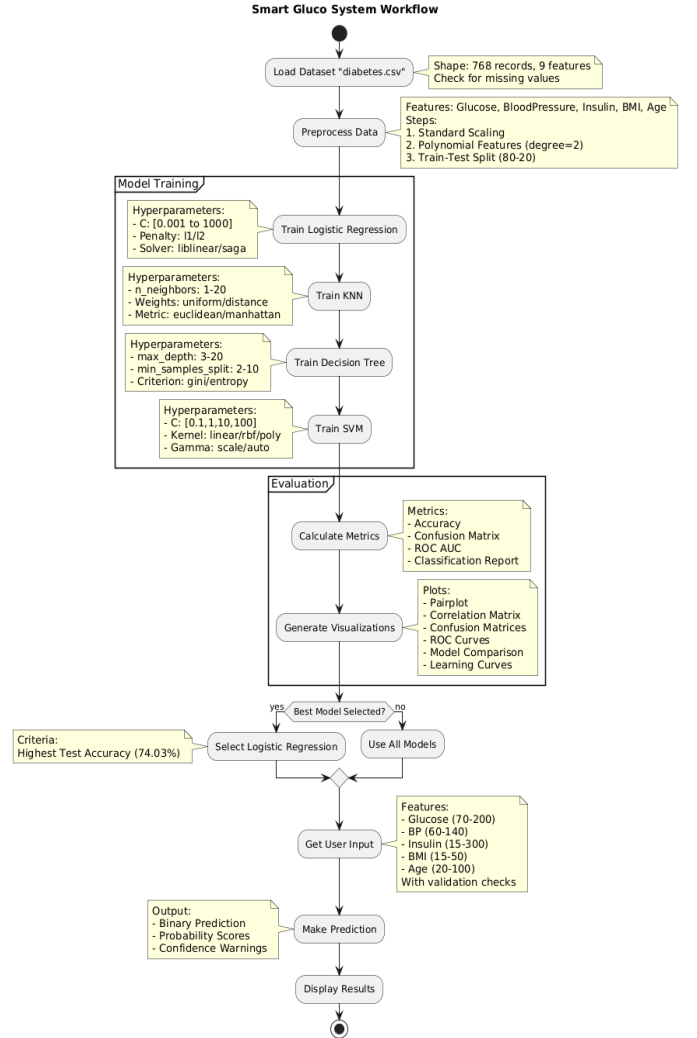 Smart Gluco System Workflow
Load Dataset "diabetes.csv"
Shape: 768 records, 9 features
Check for missing values
Preprocess Data
Features: Glucose, BloodPressure, Insulin, BMI, Age
Steps:
1. Standard Scaling
2. Polynomial Features (degree=2)
3. Train-Test Split (80-20)
Model Training
Hyperparameters:
- C: [0.001 to 1000]
- Penalty: l1/l2
- Solver: liblinear/saga
Train Logistic Regression
Hyperparameters:
- n_neighbors: 1-20
- Weights: uniform/distance
- Metric: euclidean/manhattan
Train KNN
Hyperparameters:
- max_depth: 3-20
- min_samples_split: 2-10
- Criterion: gini/entropy
Train Decision Tree
Hyperparameters:
- C: [0.1,1,10,100]
- Kernel: linear/rbf/poly
- Gamma: scale/auto
Train SVM
Evaluation
Calculate Metrics
Metrics:
- Accuracy
- Confusion Matrix
- ROC AUC
- Classification Report
Generate Visualizations
Plots:
- Pairplot
- Correlation Matrix
- Confusion Matrices
- ROC Curves
- Model Comparison
- Learning Curves
yes
Best Model Selected?
no
Criteria:
Highest Test Accuracy (74.03%)
Select Logistic Regression
Use All Models
Get User Input
Features:
- Glucose (70-200)
- BP (60-140)
- Insulin (15-300)
- BMI (15-50)
- Age (20-100)
With validation checks
Output:
- Binary Prediction
- Probability Scores
- Confidence Warnings
Make Prediction
Display Results